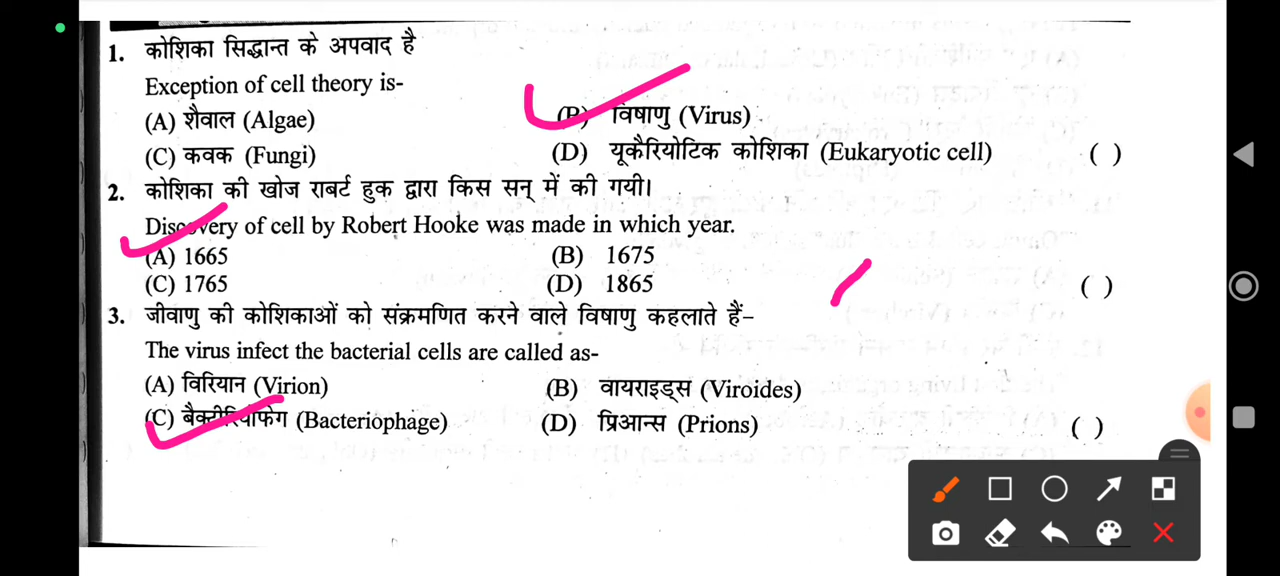 1. कोशिका सिद्धान्त के अपवाद है
Exception of cell theory is-
(A) शैवाल (Algae) (B) विषाणु (Virus)
(C) कवक (Fungi) (D) यूकैरियोटिक कोशिका (Eukaryotic cell) ( )
2. कोशिका की खोज राबर्ट हुक द्वारा किस सन् में की गयी।
Discovery of cell by Robert Hooke was made in which year.
(A) 1665 (B) 1675
(C) 1765 (D) 1865 ( )
3. जीवाणु की कोशिकाओं को संक्रमणित करने वाले विषाणु कहलाते हैं–
The virus infect the bacterial cells are called as-
(A) विरियान (Virion) (B) वायराइड्स (Viroides)
(C) बैक्टीरियोफेग (Bacteriophage) (D) प्रिआन्स (Prions) ( )